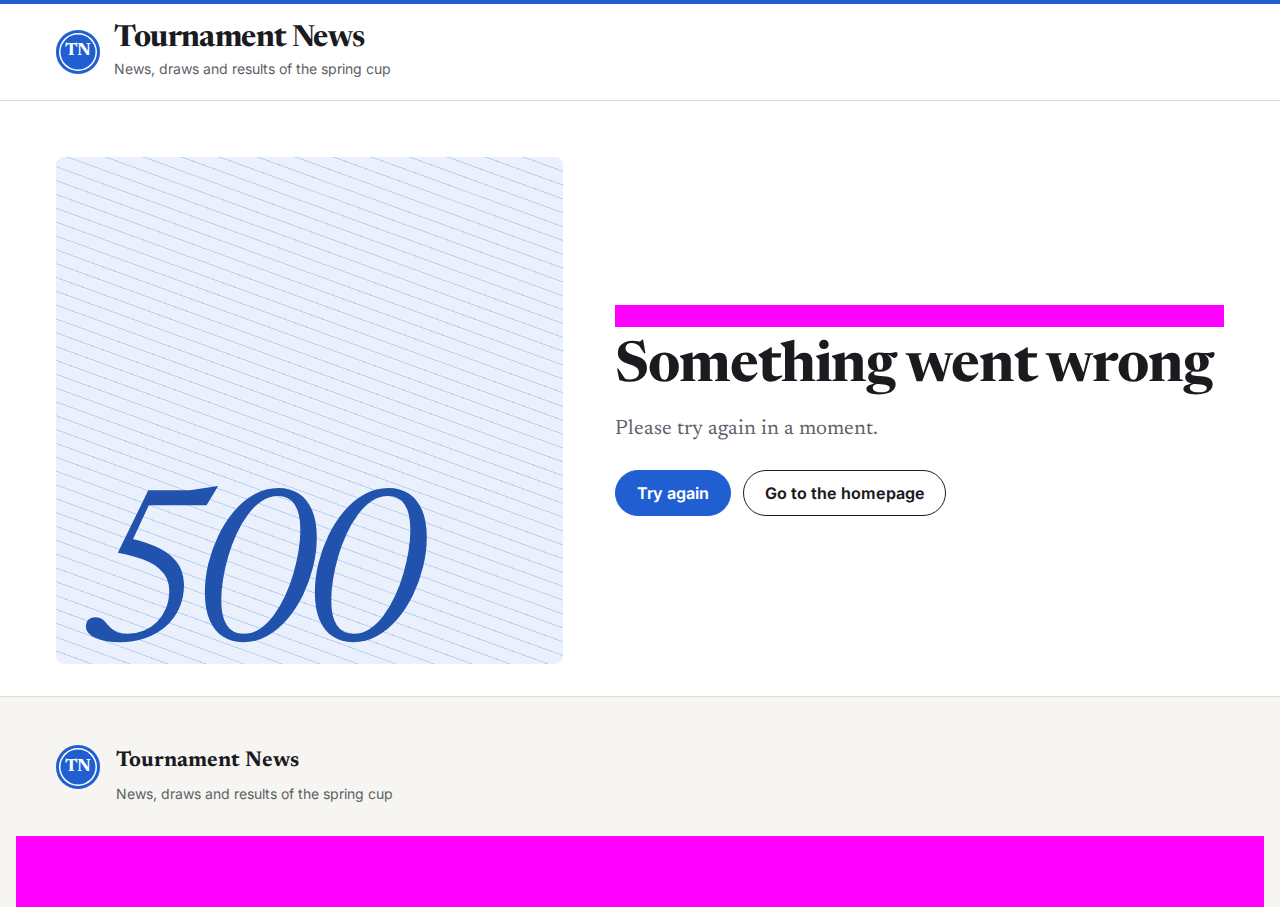 TN
Tournament News
News, draws and results of the spring cup
500
Something went wrong
Please try again in a moment.
Try again
Go to the homepage
TN
Tournament News
News, draws and results of the spring cup